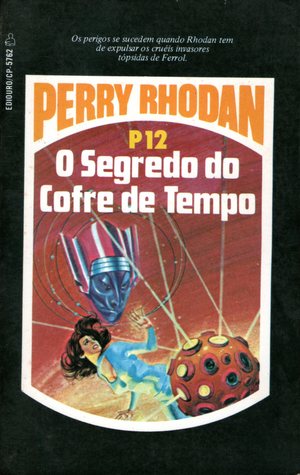 Os perigos se sucedem quando Rhodan tem
de expulsar os cruéis invasores
tópsidas de Ferrol.
EDIOURO/CP-5762
PERRY RHODAN
P 12
O Segredo do
Cofre de Tempo